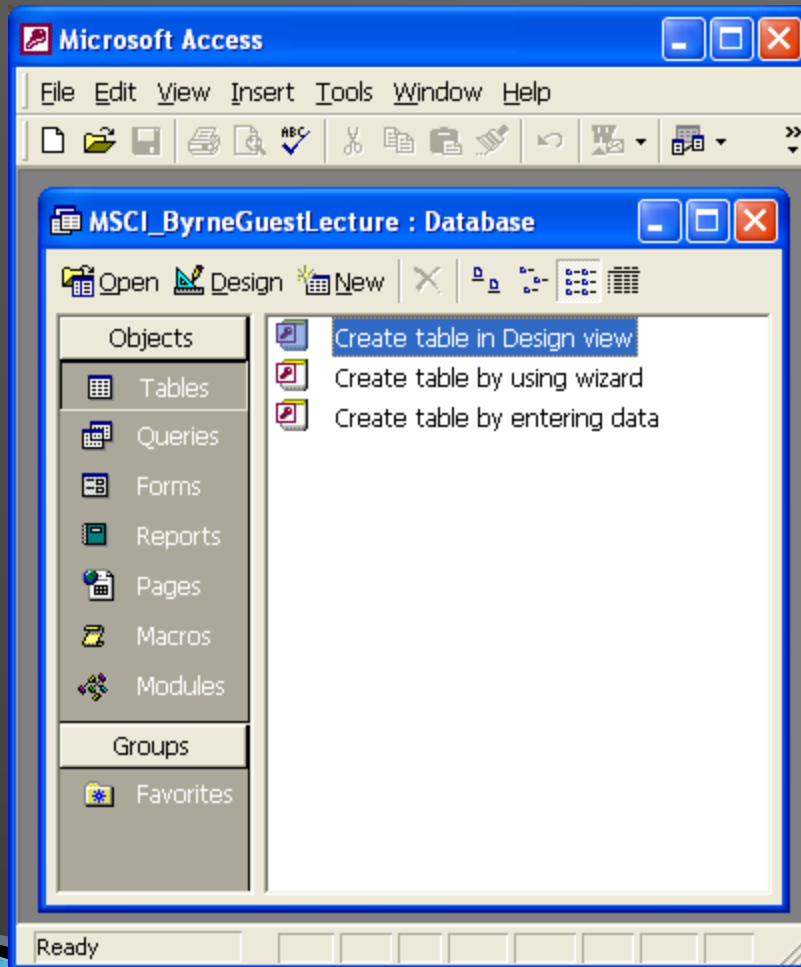 Microsoft Access
File Edit View Insert Tools Window Help
ABC
W
MSCI_ByrneGuestLecture : Database
Open Design New
Objects
Tables
Queries
Forms
Reports
Pages
Macros
Modules
Groups
Favorites
Create table in Design view
Create table by using wizard
Create table by entering data
Ready